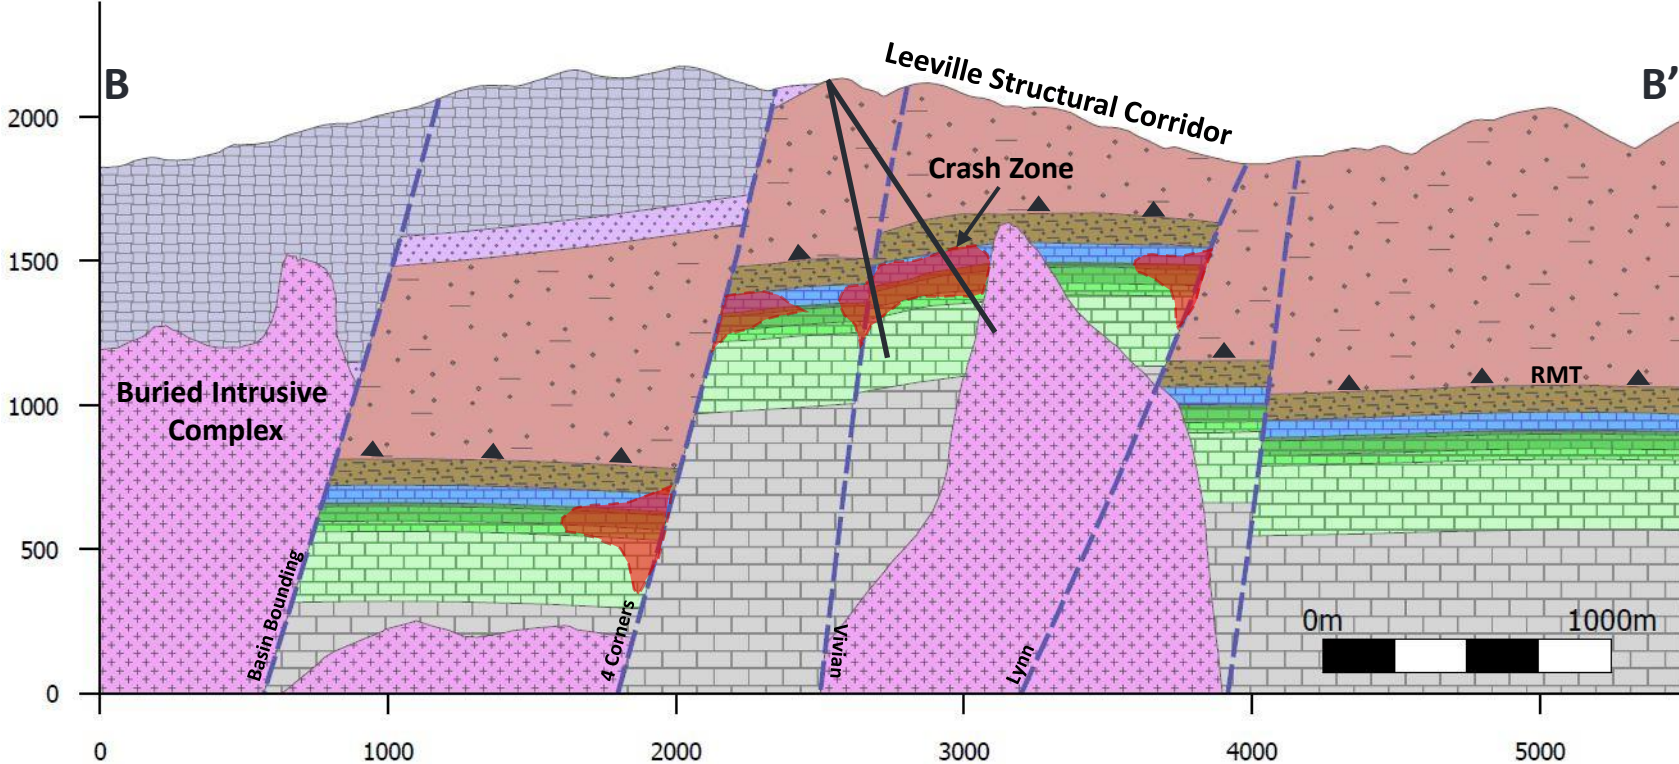 B
B’
Leeville Structural Corridor
Crash Zone
2000
1500
1000
500
0
Buried Intrusive
Complex
RMT
Basin Bounding
4 Corners
Vivian
Lynn
0m
1000m
0
1000
2000
3000
4000
5000